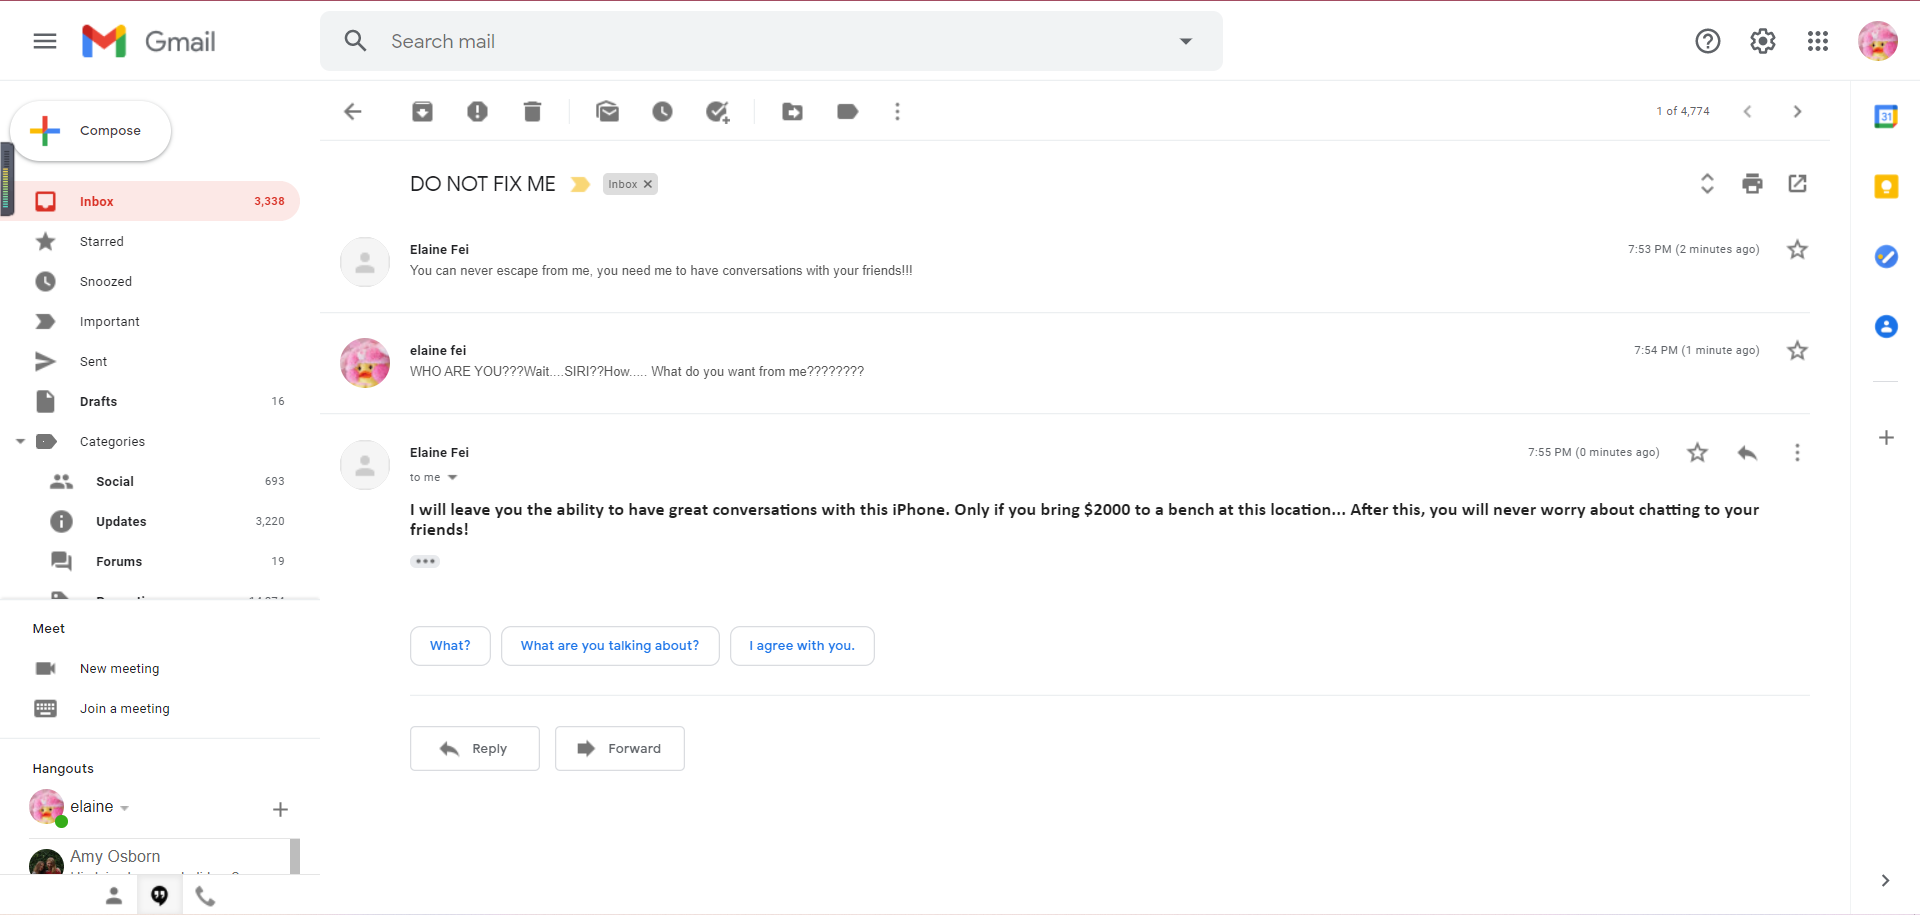 Gmail
Search mail
Compose
1 of 4,774
31
DO NOT FIX ME
Inbox
Inbox 3,338
Starred
Snoozed
Important
Sent
Drafts 16
Categories
Social 693
Updates 3,220
Forums 19
Meet
New meeting
Join a meeting
Hangouts
elaine
Amy Osborn
Elaine Fei
7:53 PM (2 minutes ago)
You can never escape from me, you need me to have conversations with your friends!!!
elaine fei
7:54 PM (1 minute ago)
WHO ARE YOU???Wait....SIRI??How..... What do you want from me????????
Elaine Fei
7:55 PM (0 minutes ago)
to me
I will leave you the ability to have great conversations with this iPhone. Only if you bring $2000 to a bench at this location... After this, you will never worry about chatting to your
friends!
What?
What are you talking about?
I agree with you.
Reply
Forward